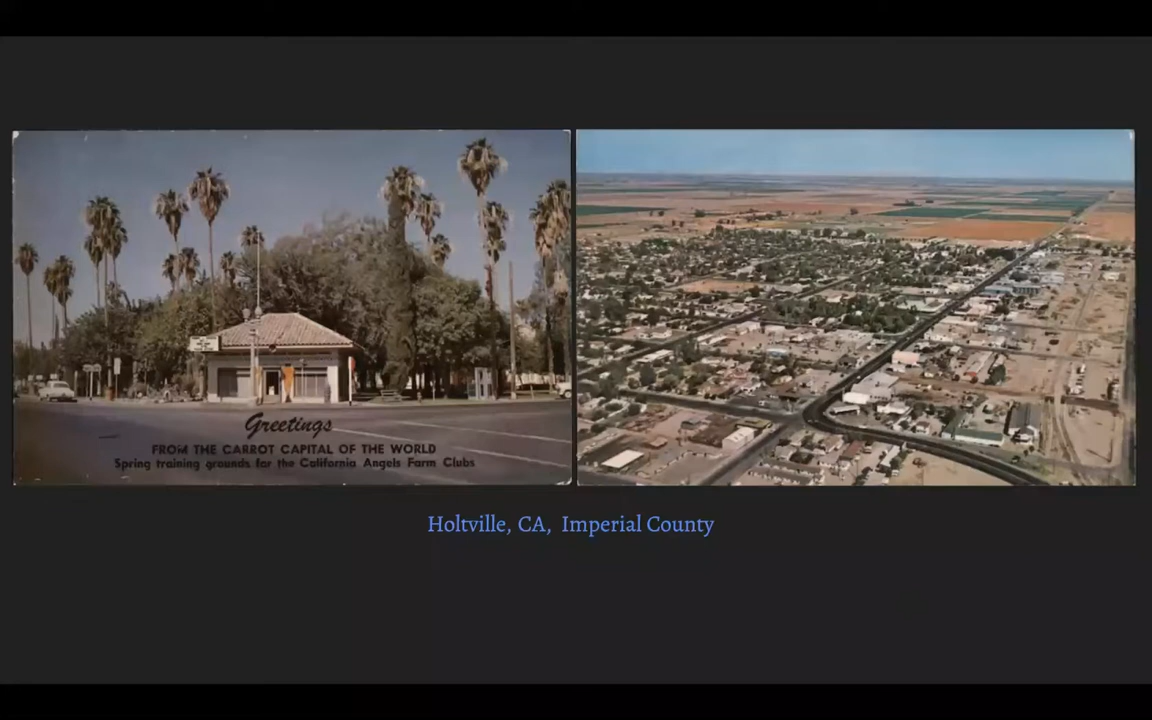 Greetings
FROM THE CARROT CAPITAL OF THE WORLD
Spring training grounds for the California Angels Farm Clubs
Holtville, CA, Imperial County